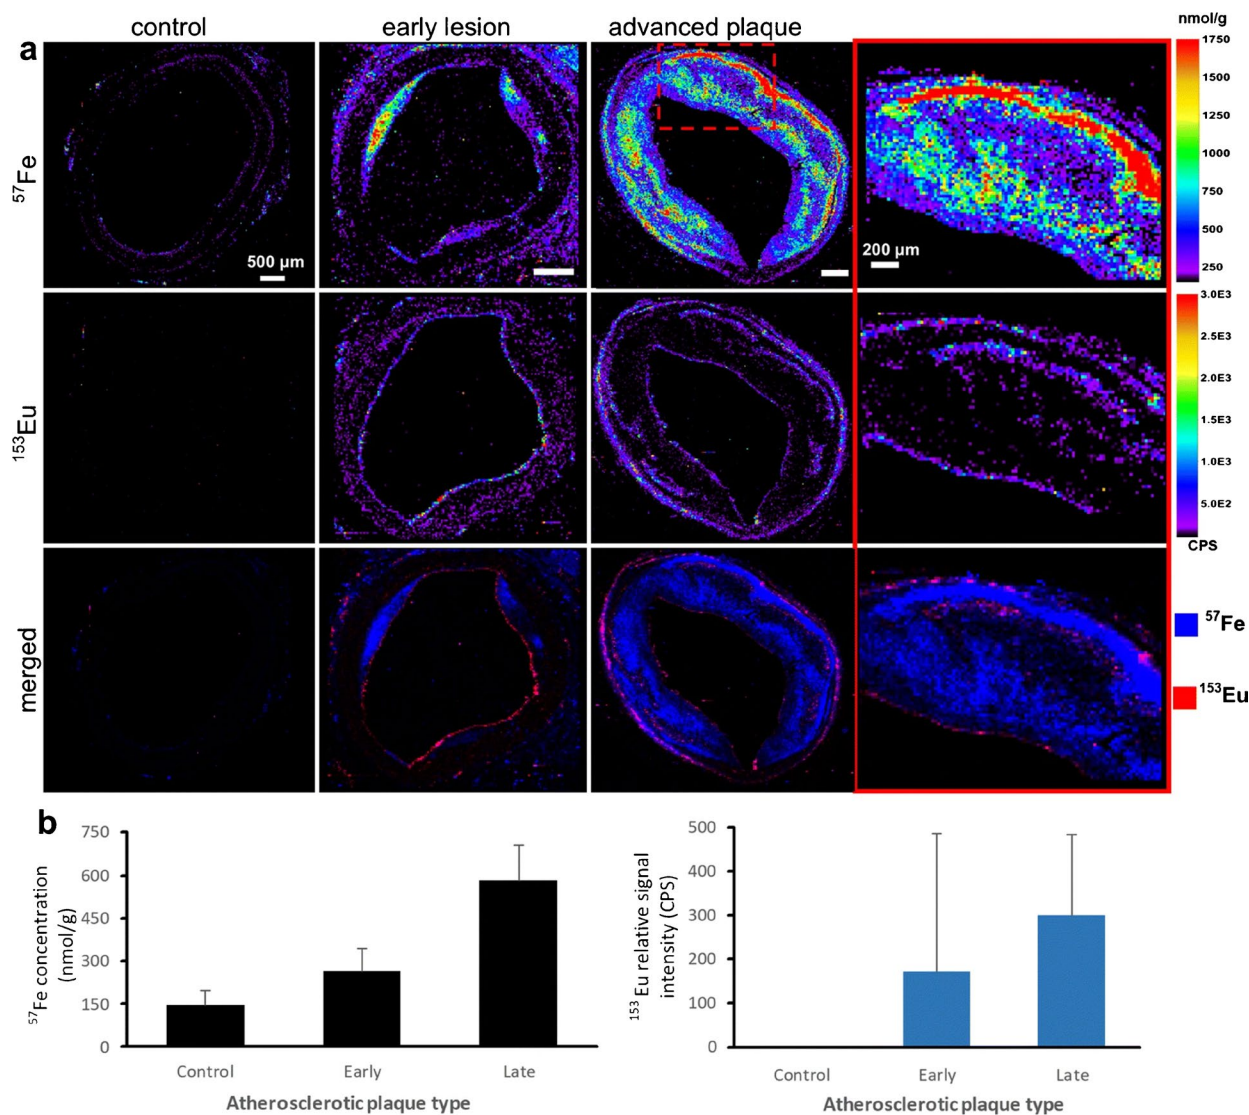 control early lesion advanced plaque
nmol/g
a
1750
1500
1250
1000
750
500
250
57Fe
500 µm
200 µm
153Eu
3.0E3
2.5E3
2.0E3
1.5E3
1.0E3
5.0E2
CPS
merged
57Fe
153Eu
b
57Fe concentration
(nmol/g)
750
600
450
300
150
0
Control Early Late
Atherosclerotic plaque type
153 Eu relative signal
intensity (CPS)
500
400
300
200
100
0
Control Early Late
Atherosclerotic plaque type